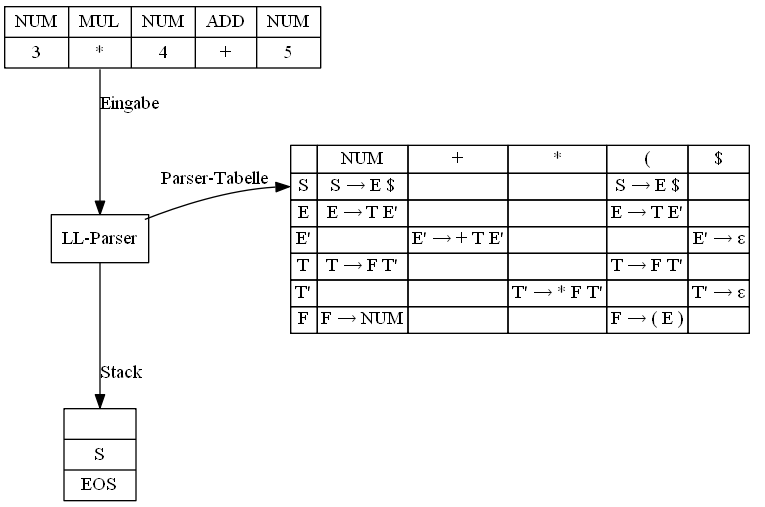 NUM MUL NUM ADD NUM
3 * 4 + 5
Eingabe
NUM + * ( $
Parser-Tabelle
S S → E $ S → E $
E E → T E' E → T E'
LL-Parser
E' E' → + T E' E' → ε
T T → F T' T → F T'
T' T' → * F T' T' → ε
F F → NUM F → ( E )
Stack
S
EOS